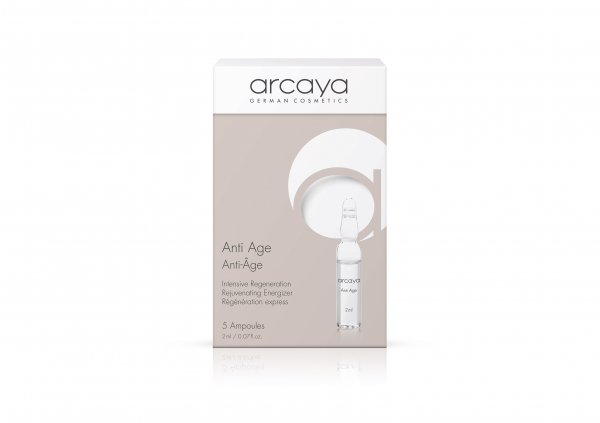 arcaya
GERMAN COSMETICS
Anti Age
Anti-Âge
Intensive Regeneration
Rejuvenating Energizer
Régénération express
5 Ampoules
2ml / 0.07fl.oz.
arcaya
Anti Age
2ml